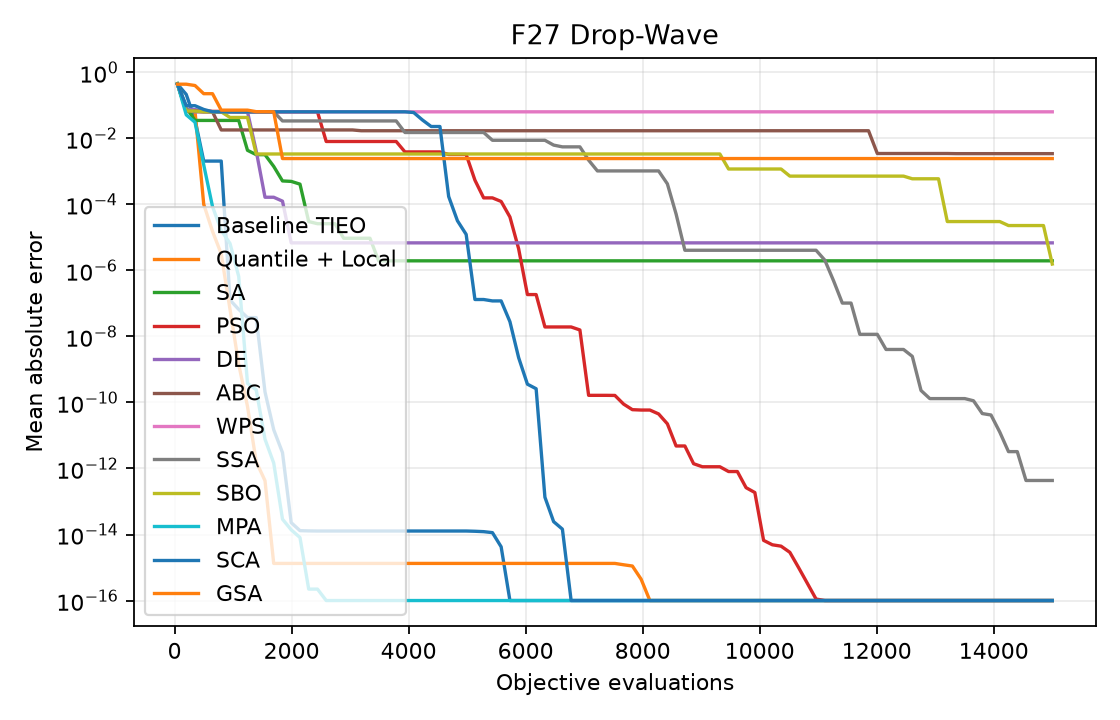 F27 Drop-Wave
Mean absolute error
10⁰
10⁻²
10⁻⁴
10⁻⁶
10⁻⁸
10⁻¹⁰
10⁻¹²
10⁻¹⁴
10⁻¹⁶
Baseline TIEO
Quantile + Local
SA
PSO
DE
ABC
WPS
SSA
SBO
MPA
SCA
GSA
0 2000 4000 6000 8000 10000 12000 14000
Objective evaluations